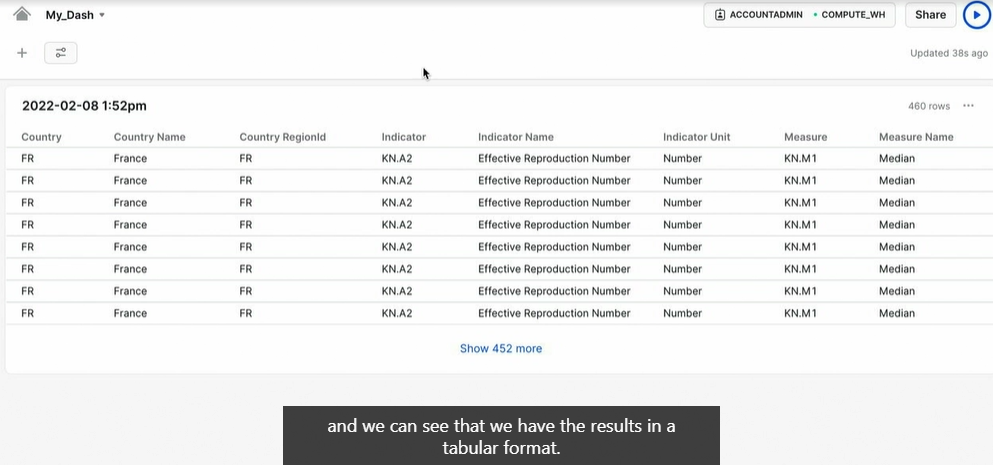 My_Dash
ACCOUNTADMIN COMPUTE_WH Share
Updated 38s ago
2022-02-08 1:52pm 460 rows
Country Country Name Country RegionId Indicator Indicator Name Indicator Unit Measure Measure Name
FR France FR KN.A2 Effective Reproduction Number Number KN.M1 Median
FR France FR KN.A2 Effective Reproduction Number Number KN.M1 Median
FR France FR KN.A2 Effective Reproduction Number Number KN.M1 Median
FR France FR KN.A2 Effective Reproduction Number Number KN.M1 Median
FR France FR KN.A2 Effective Reproduction Number Number KN.M1 Median
FR France FR KN.A2 Effective Reproduction Number Number KN.M1 Median
FR France FR KN.A2 Effective Reproduction Number Number KN.M1 Median
FR France FR KN.A2 Effective Reproduction Number Number KN.M1 Median
Show 452 more
and we can see that we have the results in a
tabular format.